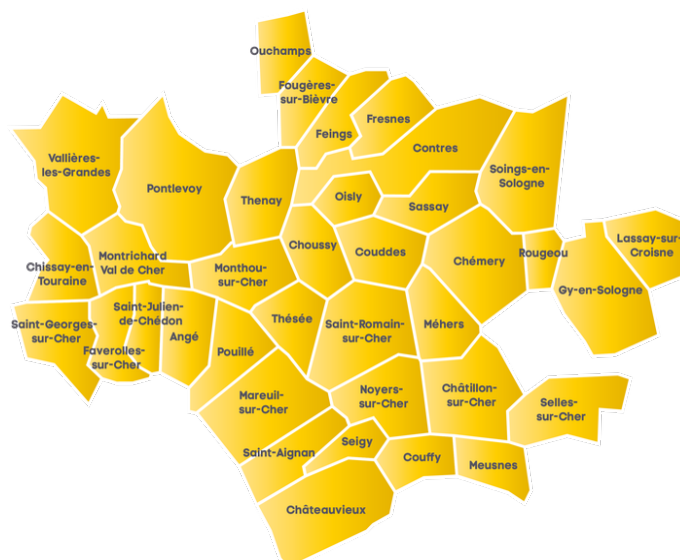 Ouchamps
Fougères-
sur-Bièvre
Feings
Fresnes
Contres
Vallières-
les-Grandes
Pontlevoy
Thenay
Oisly
Sassay
Soings-en-
Sologne
Chissay-en-
Touraine
Montrichard
Val de Cher
Monthou-
sur-Cher
Choussy
Couddes
Chémery
Rougeou
Lassay-sur-
Croisne
Gy-en-Sologne
Saint-Georges-
sur-Cher
Faverolles-
sur-Cher
Saint-Julien-
de-Chédon
Angé
Pouillé
Thésée
Saint-Romain-
sur-Cher
Méhers
Mareuil-
sur-Cher
Noyers-
sur-Cher
Châtillon-
sur-Cher
Selles-
sur-Cher
Saint-Aignan
Seigy
Couffy
Meusnes
Châteauvieux